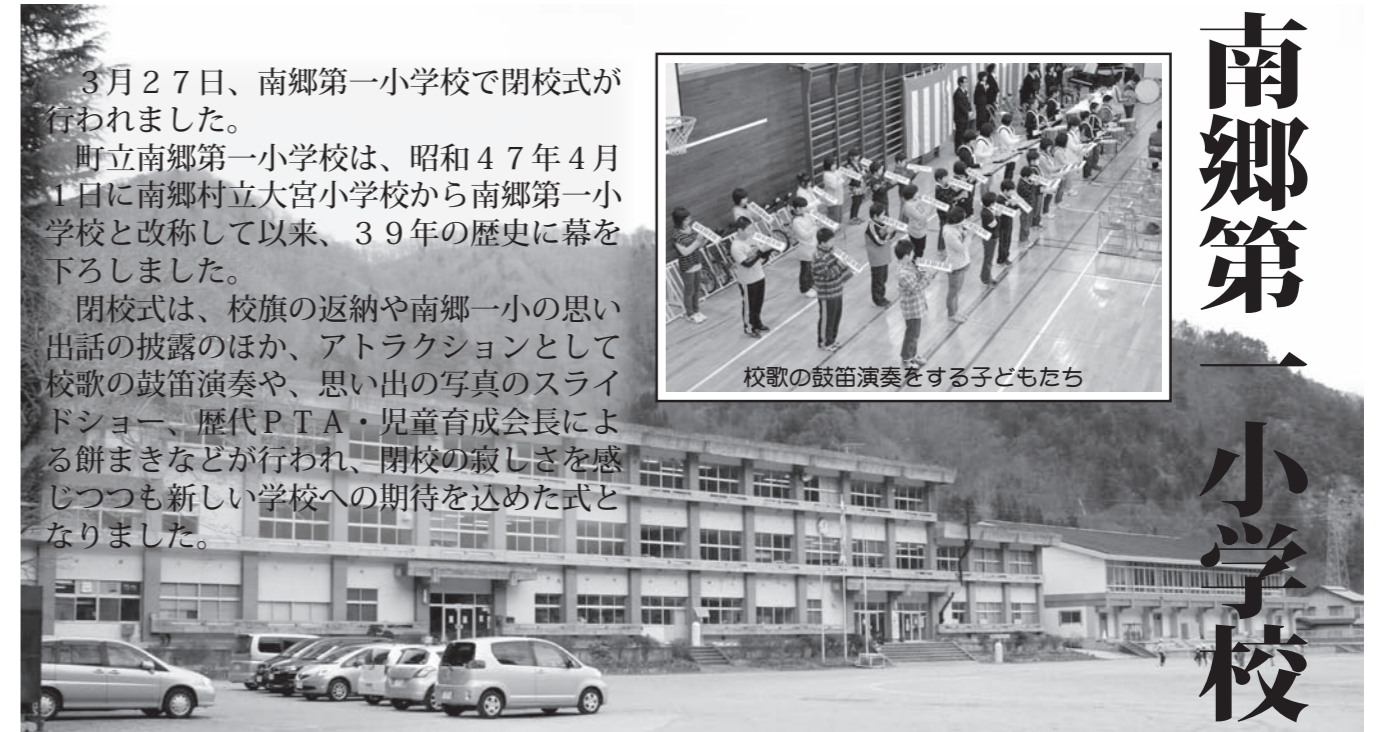 南郷第一小学校
　３月２７日、南郷第一小学校で閉校式が
行われました。
　町立南郷第一小学校は、昭和４７年４月
１日に南郷村立大宮小学校から南郷第一小
学校と改称して以来、３９年の歴史に幕を
下ろしました。
　閉校式は、校旗の返納や南郷一小の思い
出話の披露のほか、アトラクションとして
校歌の鼓笛演奏や、思い出の写真のスライ
ドショー、歴代ＰＴＡ・児童育成会長によ
る餅まきなどが行われ、閉校の寂しさを感
じつつも新しい学校への期待を込めた式と
なりました。
校歌の鼓笛演奏をする子どもたち